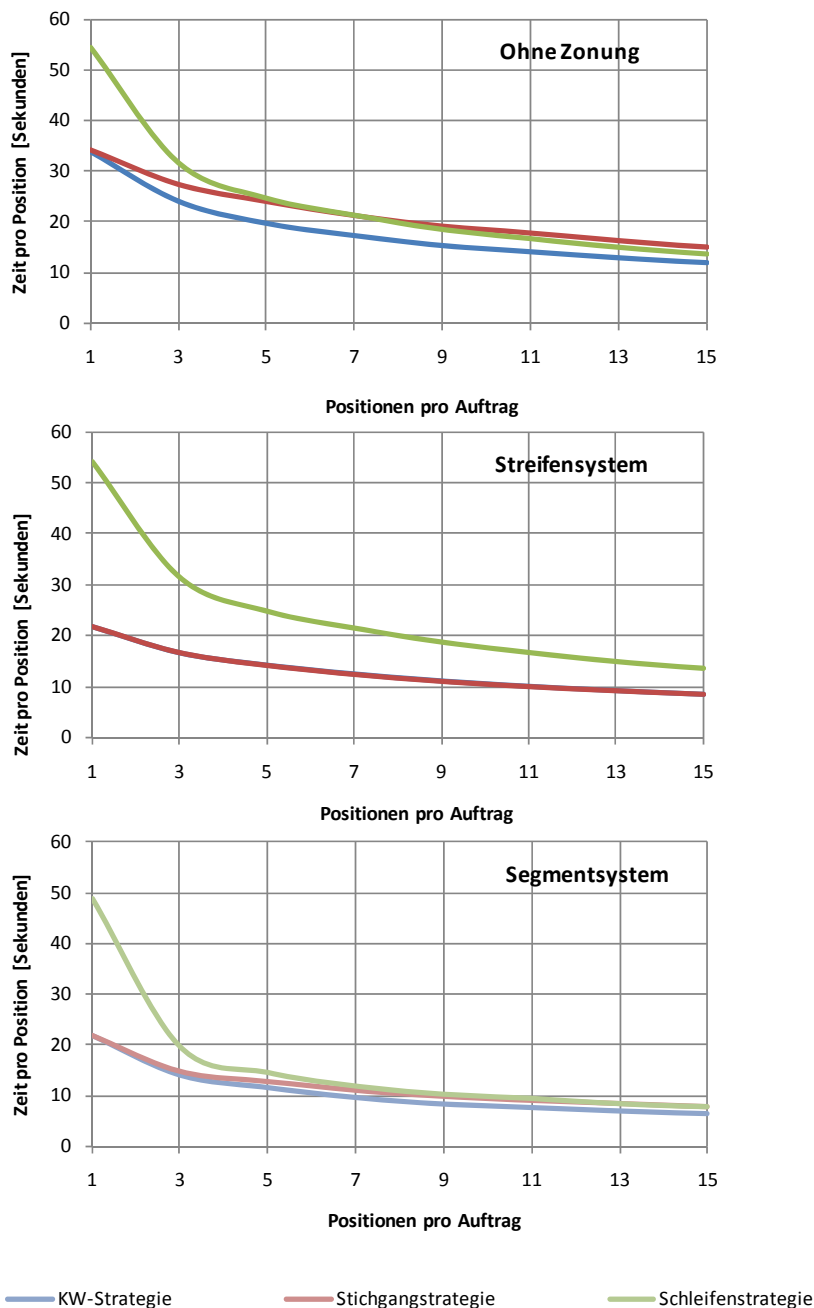 60
50
40
30
20
10
0
Zeit pro Position [Sekunden]
Ohne Zonung
1 3 5 7 9 11 13 15
Positionen pro Auftrag
60
50
40
30
20
10
0
Zeit pro Position [Sekunden]
Streifensystem
1 3 5 7 9 11 13 15
Positionen pro Auftrag
60
50
40
30
20
10
0
Zeit pro Position [Sekunden]
Segmentsystem
1 3 5 7 9 11 13 15
Positionen pro Auftrag
KW-Strategie Stichgangstrategie Schleifenstrategie